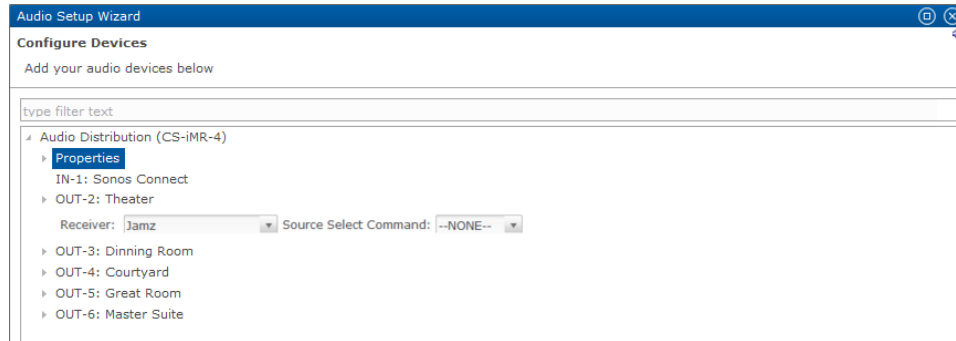 Audio Setup Wizard
Configure Devices
Add your audio devices below
type filter text
Audio Distribution (CS-iMR-4)
Properties
IN-1: Sonos Connect
OUT-2: Theater
Receiver: Jamz Source Select Command: --NONE--
OUT-3: Dinning Room
OUT-4: Courtyard
OUT-5: Great Room
OUT-6: Master Suite